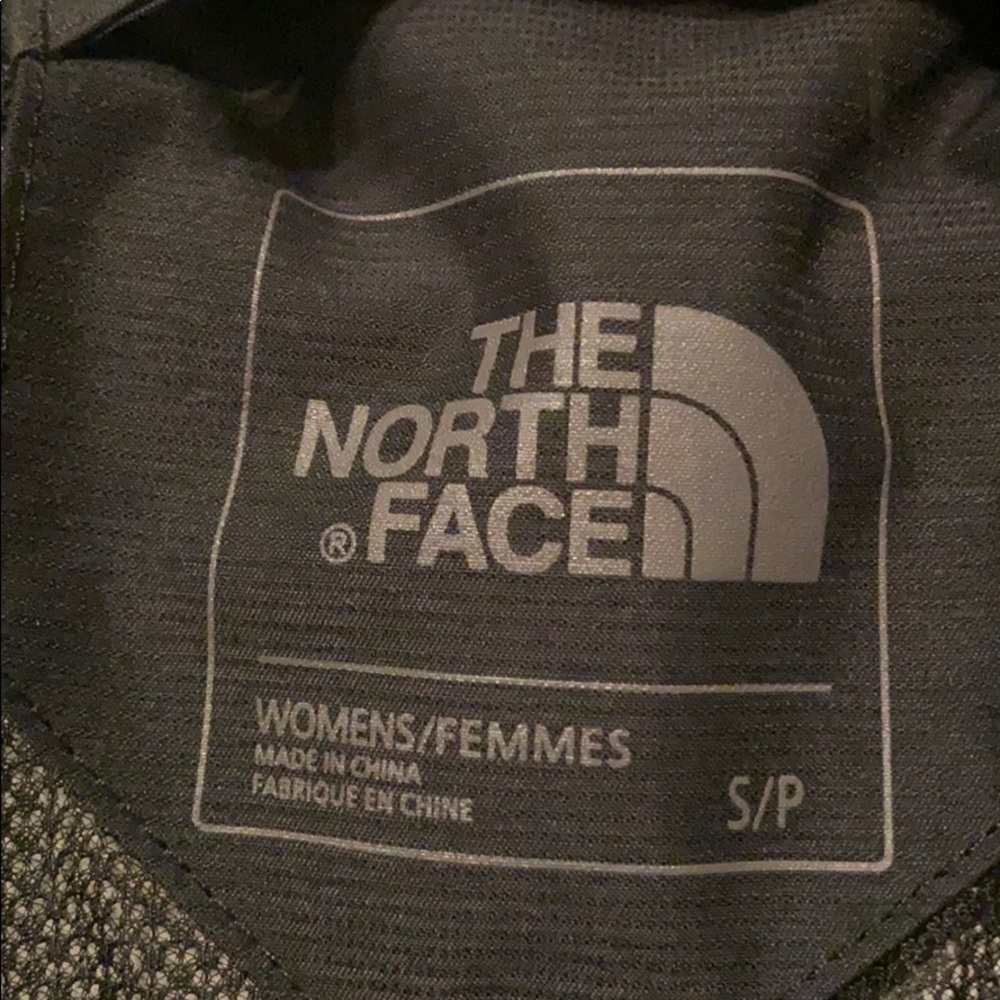 THE
NORTH
®FACE
WOMENS/FEMMES
MADE IN CHINA
FABRIQUE EN CHINE
S/P